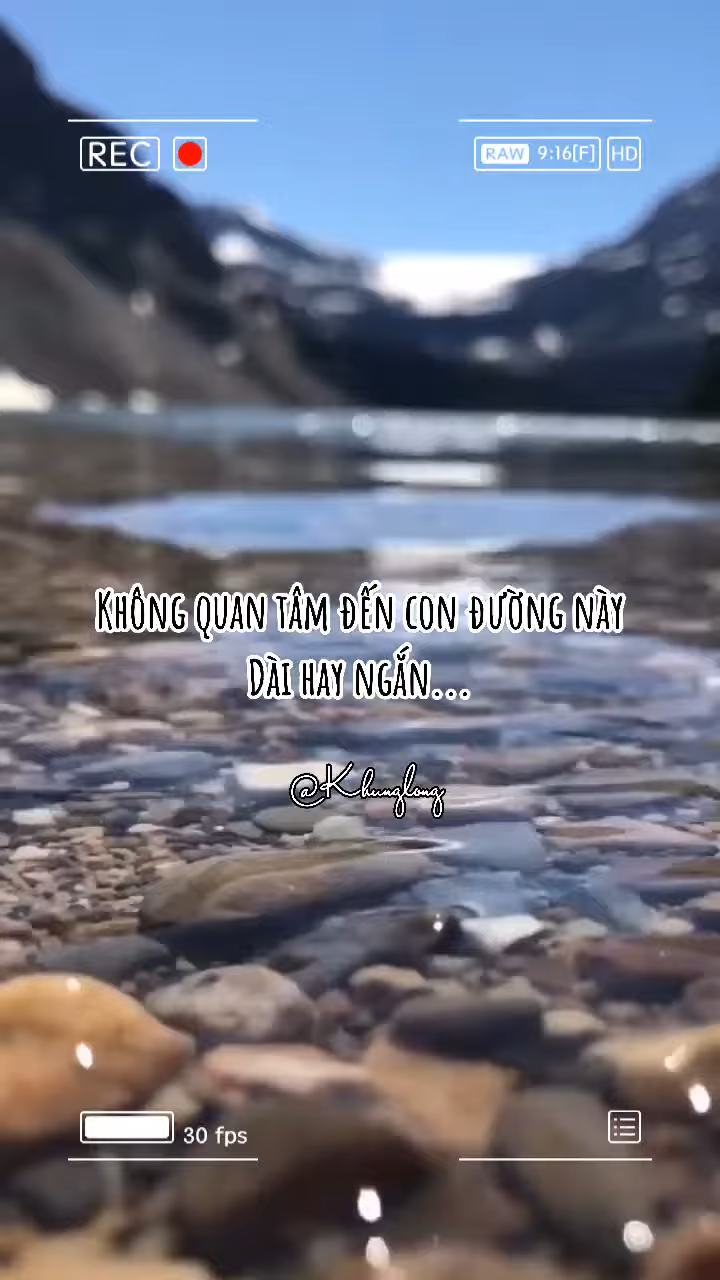 REC
RAW 9:16[F] HD
Không quan tâm đến con đường này
Dài hay ngắn...
@Khunglong
30 fps